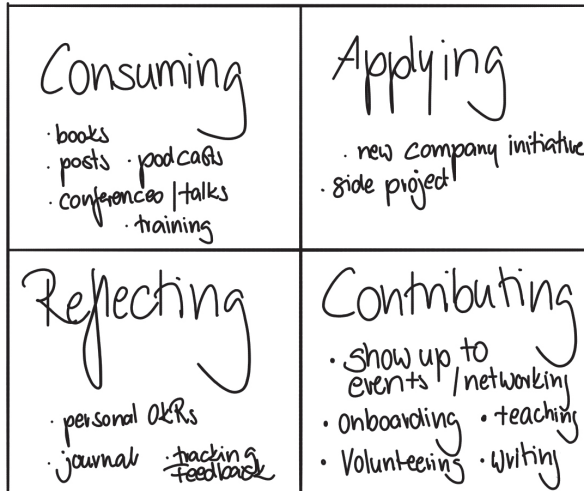 Consuming
· books
· posts · podcasts
· conferences / talks
· training
Applying
· new company initiative
· side project
Reflecting
· personal OKRs
· journal · tracking
feedback
Contributing
· show up to
events / networking
· Onboarding · teaching
· Volunteering · writing